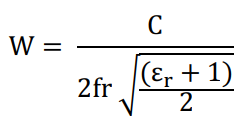 W = C / (2fr √((εᵣ + 1) / 2))